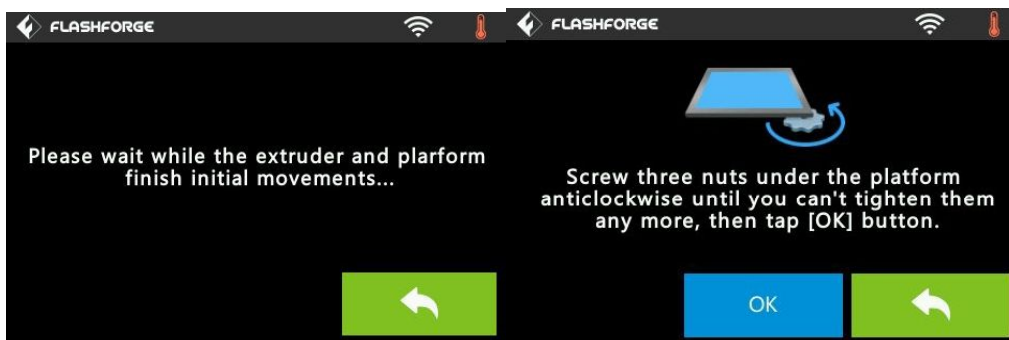 FLASHFORGE
Please wait while the extruder and plarform
finish initial movements...
FLASHFORGE
Screw three nuts under the platform
anticlockwise until you can't tighten them
any more, then tap [OK] button.
OK